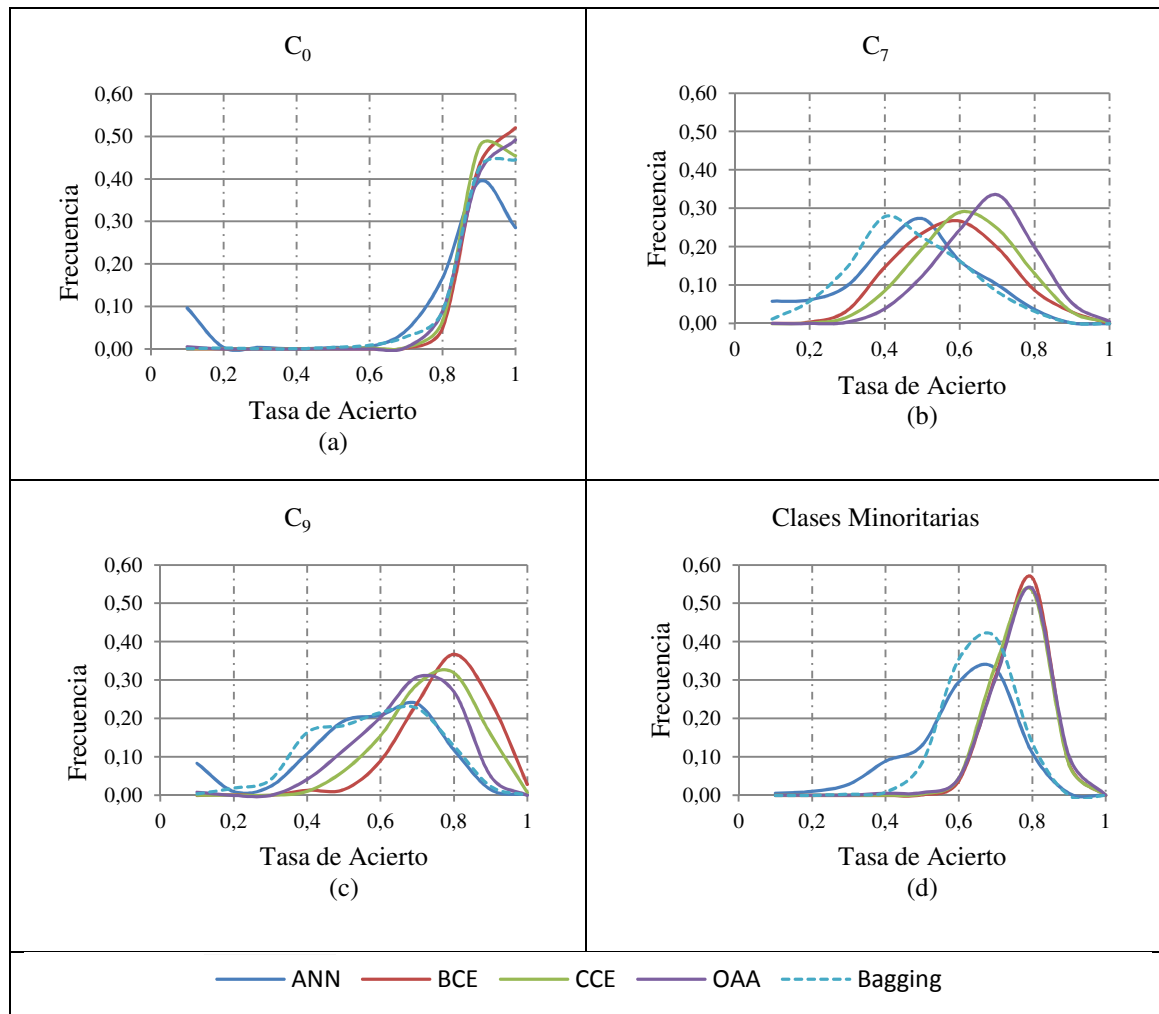 C0
0,60
0,50
0,40
0,30
0,20
0,10
0,00
Frecuencia
0 0,2 0,4 0,6 0,8 1
Tasa de Acierto
(a)
C7
0,60
0,50
0,40
0,30
0,20
0,10
0,00
Frecuencia
0 0,2 0,4 0,6 0,8 1
Tasa de Acierto
(b)
C9
0,60
0,50
0,40
0,30
0,20
0,10
0,00
Frecuencia
0 0,2 0,4 0,6 0,8 1
Tasa de Acierto
(c)
Clases Minoritarias
0,60
0,50
0,40
0,30
0,20
0,10
0,00
Frecuencia
0 0,2 0,4 0,6 0,8 1
Tasa de Acierto
(d)
ANN BCE CCE OAA Bagging